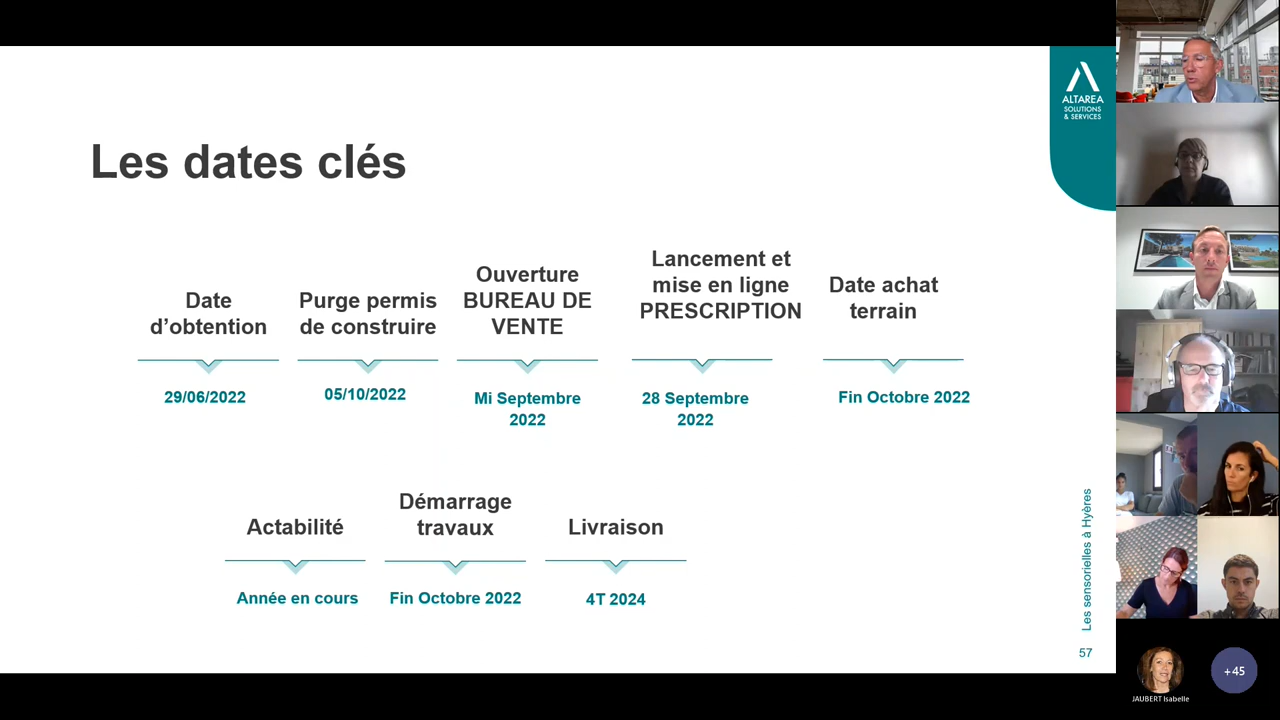 ALTAREA
SOLUTIONS
& SERVICES
Les dates clés
Date
d’obtention
29/06/2022
Purge permis
de construire
05/10/2022
Ouverture
BUREAU DE
VENTE
Mi Septembre
2022
Lancement et
mise en ligne
PRESCRIPTION
28 Septembre
2022
Date achat
terrain
Fin Octobre 2022
Actabilité
Année en cours
Démarrage
travaux
Fin Octobre 2022
Livraison
4T 2024
Les sensorielles à Hyères
57
JAUBERT Isabelle
+45